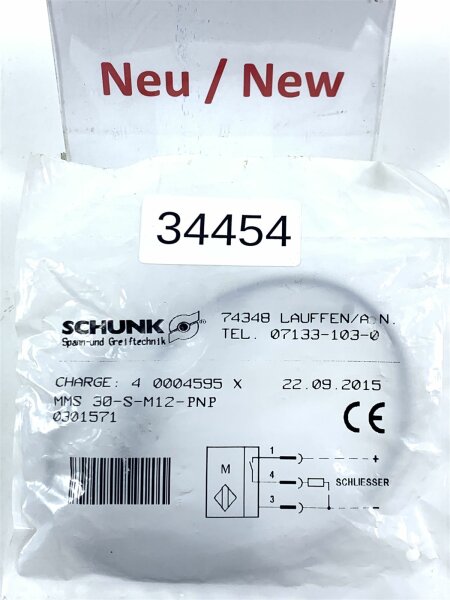 Neu / New
34454
SCHUNK ®
Spann-und Greiftechnik
74348 LAUFFEN/A.N.
TEL. 07133-103-0
CHARGE: 4 0004595 X 22.09.2015
MMS 30-S-M12-PNP
0301571
CE
M
1 +
4 SCHLIESSER
3 −